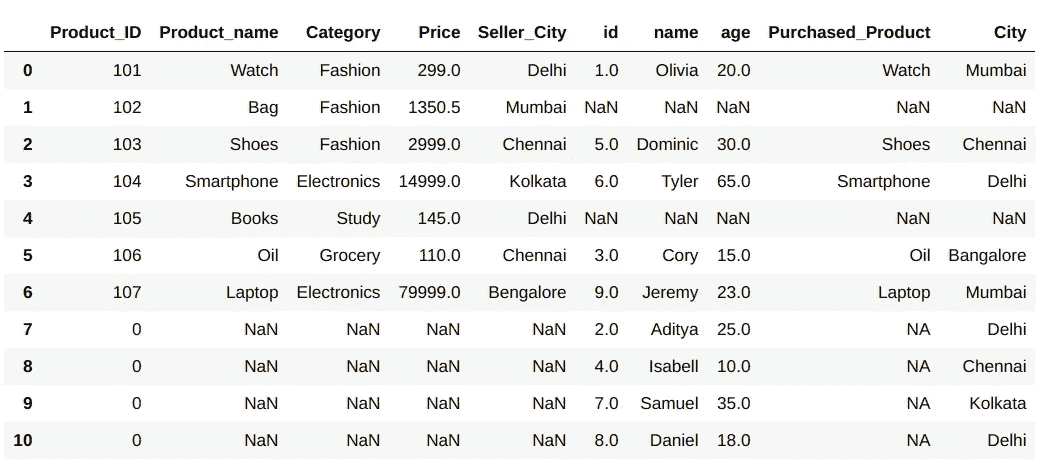 Product_ID Product_name Category Price Seller_City id name age Purchased_Product City
0 101 Watch Fashion 299.0 Delhi 1.0 Olivia 20.0 Watch Mumbai
1 102 Bag Fashion 1350.5 Mumbai NaN NaN NaN NaN NaN
2 103 Shoes Fashion 2999.0 Chennai 5.0 Dominic 30.0 Shoes Chennai
3 104 Smartphone Electronics 14999.0 Kolkata 6.0 Tyler 65.0 Smartphone Delhi
4 105 Books Study 145.0 Delhi NaN NaN NaN NaN NaN
5 106 Oil Grocery 110.0 Chennai 3.0 Cory 15.0 Oil Bangalore
6 107 Laptop Electronics 79999.0 Bengalore 9.0 Jeremy 23.0 Laptop Mumbai
7 0 NaN NaN NaN NaN 2.0 Aditya 25.0 NA Delhi
8 0 NaN NaN NaN NaN 4.0 Isabell 10.0 NA Chennai
9 0 NaN NaN NaN NaN 7.0 Samuel 35.0 NA Kolkata
10 0 NaN NaN NaN NaN 8.0 Daniel 18.0 NA Delhi